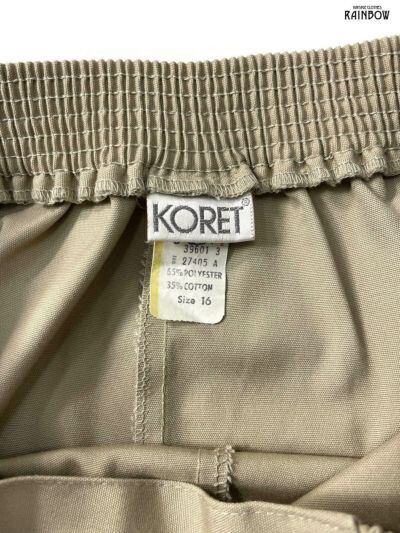 VINTAGE CLOTHES
RAINBOW
KORET®
39601 3
27405 A
65% POLYESTER
35% COTTON
Size 16